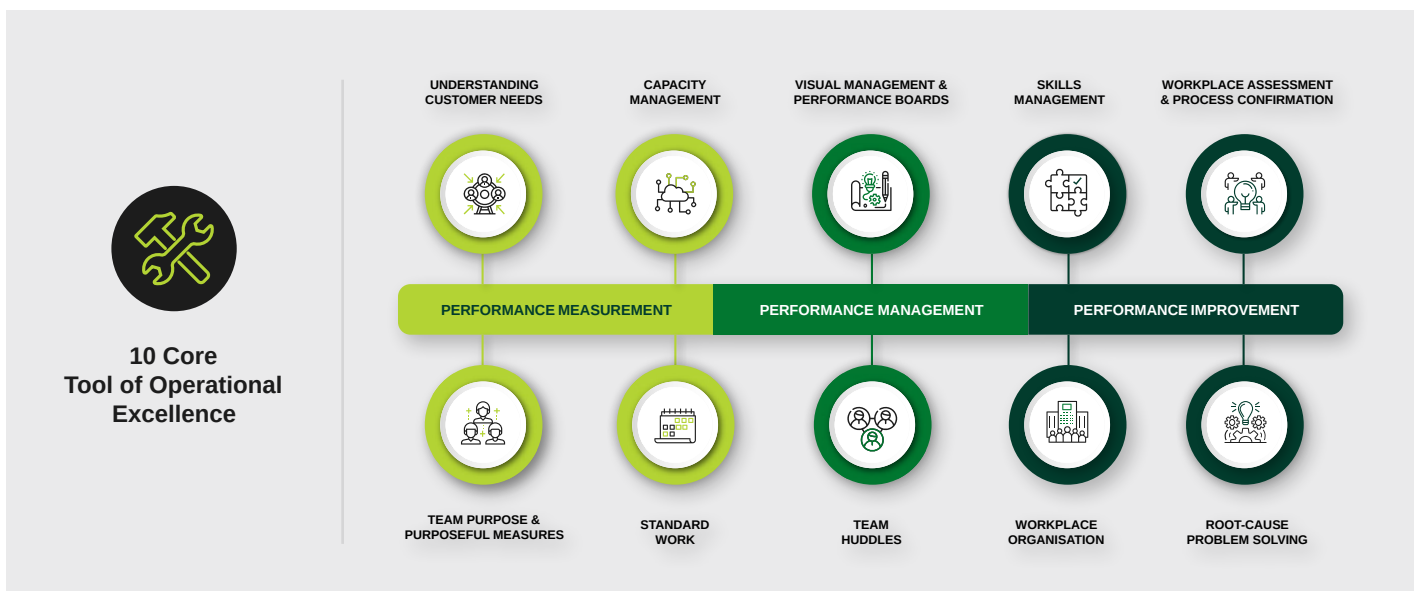 10 Core
Tool of Operational
Excellence
UNDERSTANDING
CUSTOMER NEEDS
CAPACITY
MANAGEMENT
VISUAL MANAGEMENT &
PERFORMANCE BOARDS
SKILLS
MANAGEMENT
WORKPLACE ASSESSMENT
& PROCESS CONFIRMATION
PERFORMANCE MEASUREMENT
PERFORMANCE MANAGEMENT
PERFORMANCE IMPROVEMENT
TEAM PURPOSE &
PURPOSEFUL MEASURES
STANDARD
WORK
TEAM
HUDDLES
WORKPLACE
ORGANISATION
ROOT-CAUSE
PROBLEM SOLVING